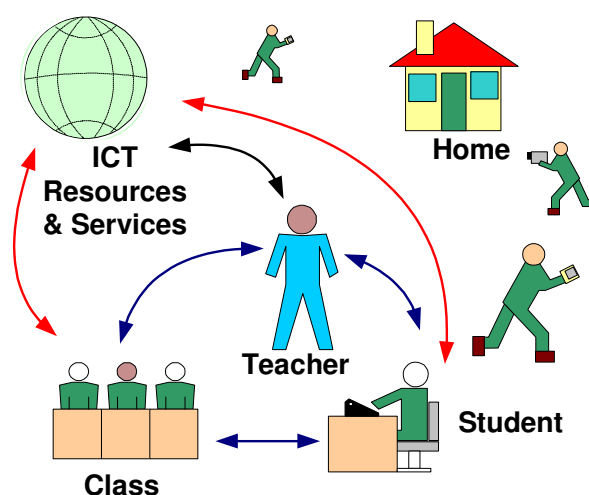 ICT
Resources
& Services
Home
Teacher
Student
Class